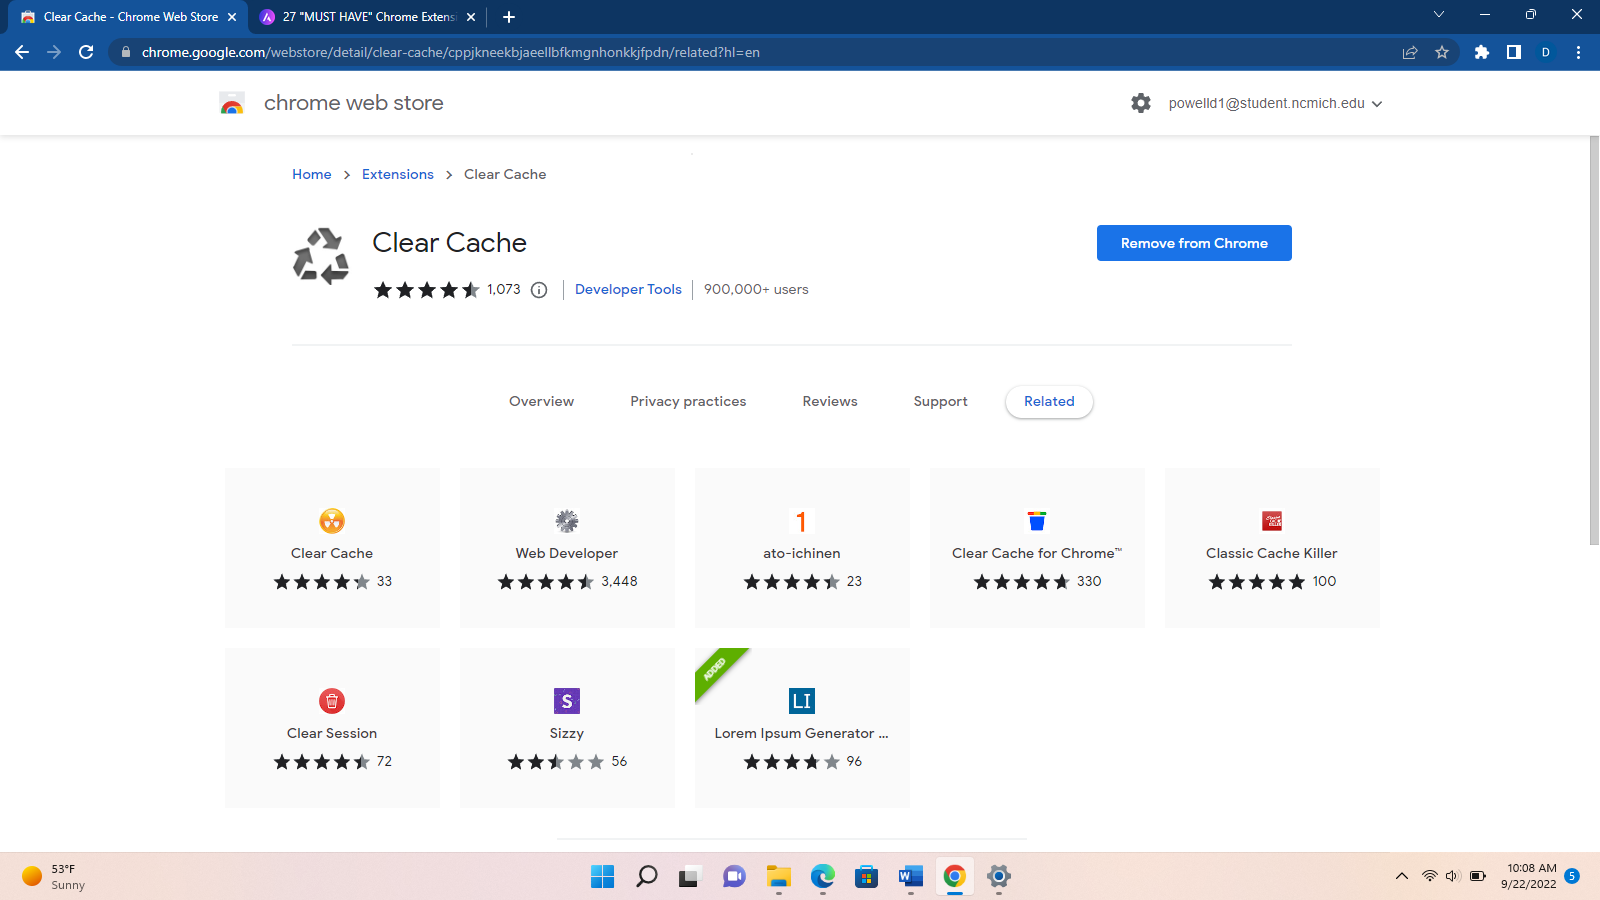 Clear Cache - Chrome Web Store
27 "MUST HAVE" Chrome Extensi
chrome.google.com/webstore/detail/clear-cache/cppjkneekbjaeellbfkmgnhonkkjfpdn/related?hl=en
D
chrome web store
powelld1@student.ncmich.edu
Home > Extensions > Clear Cache
Clear Cache
Remove from Chrome
1,073
Developer Tools
900,000+ users
Overview
Privacy practices
Reviews
Support
Related
Clear Cache
33
Web Developer
3,448
1
ato-ichinen
23
Clear Cache for Chrome™
330
Classic Cache Killer
100
Clear Session
72
S
Sizzy
56
ADDED
LI
Lorem Ipsum Generator ...
96
53°F
Sunny
W
10:08 AM
9/22/2022
5